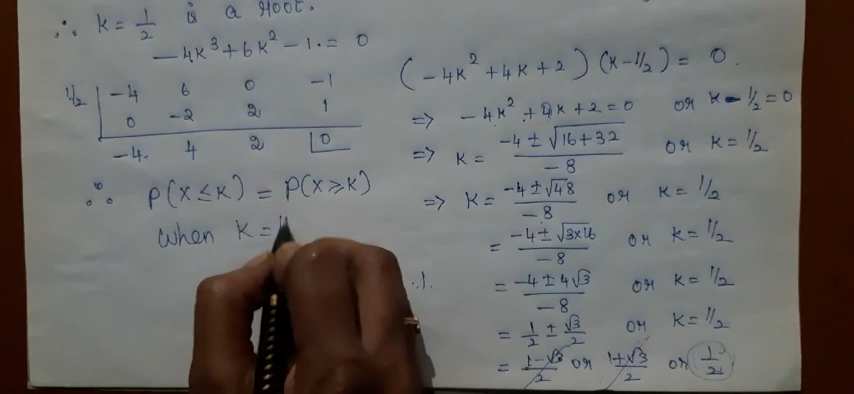 ∴ K = 1/2 is a root.
-4K³ + 6K² - 1 = 0
1/2 | -4 6 0 -1
0 -2 2 1
-4 4 2 |0
∴ P(X ≤ K) = P(X ≥ K)
when K =
(-4K² + 4K + 2)(K - 1/2) = 0
=> -4K² + 4K + 2 = 0 or K - 1/2 = 0
=> K = (-4 ± √(16+32))/-8 or K = 1/2
=> K = (-4 ± √48)/-8 or K = 1/2
= (-4 ± √(3×16))/-8 or K = 1/2
= (-4 ± 4√3)/-8 or K = 1/2
= 1/2 ± √3/2 or K = 1/2
= (1-√3)/2 or (1+√3)/2 or 1/2